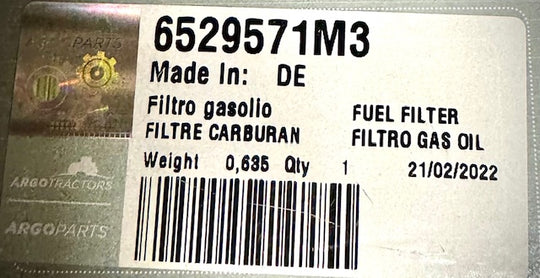 ARGOPARTS
6529571M3
Made In: DE
Filtro gasolio FUEL FILTER
FILTRE CARBURAN FILTRO GAS OIL
Weight 0,635 Qty 1 21/02/2022
ARGOTRACTORS
ARGOPARTS